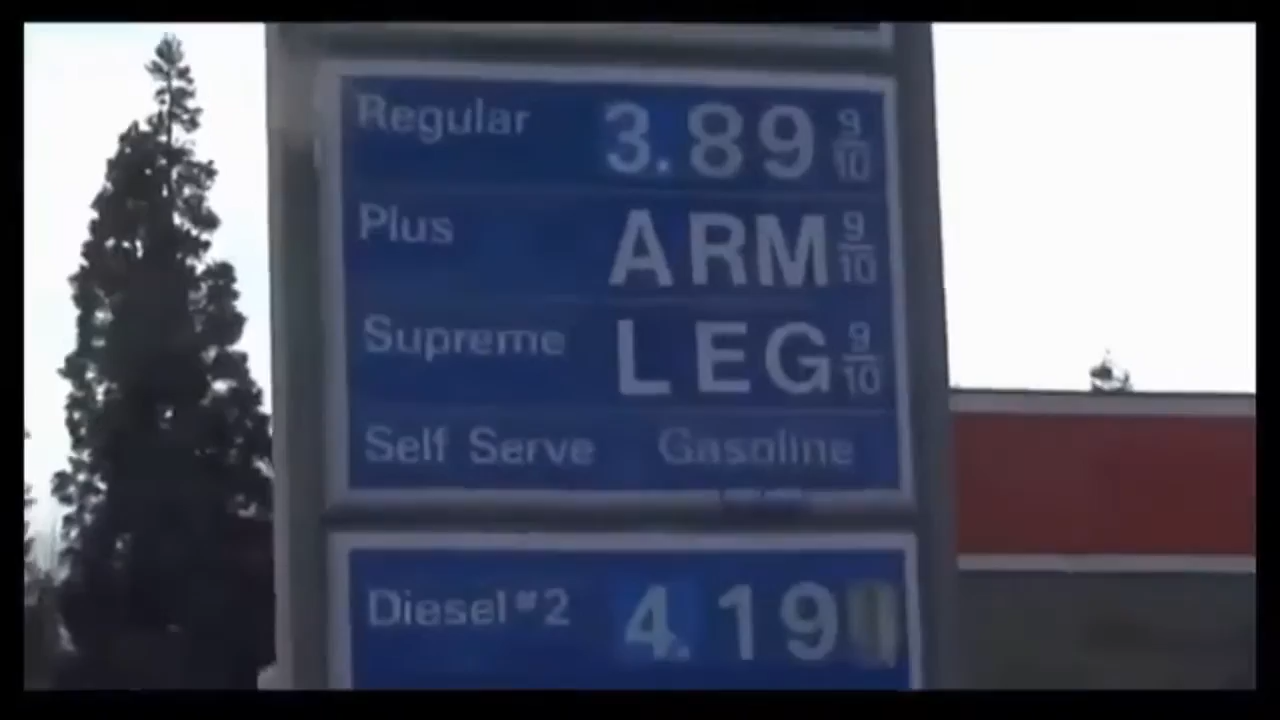 Regular 3.89 9/10
Plus ARM 9/10
Supreme LEG 9/10
Self Serve Gasoline
Diesel #2 4.19